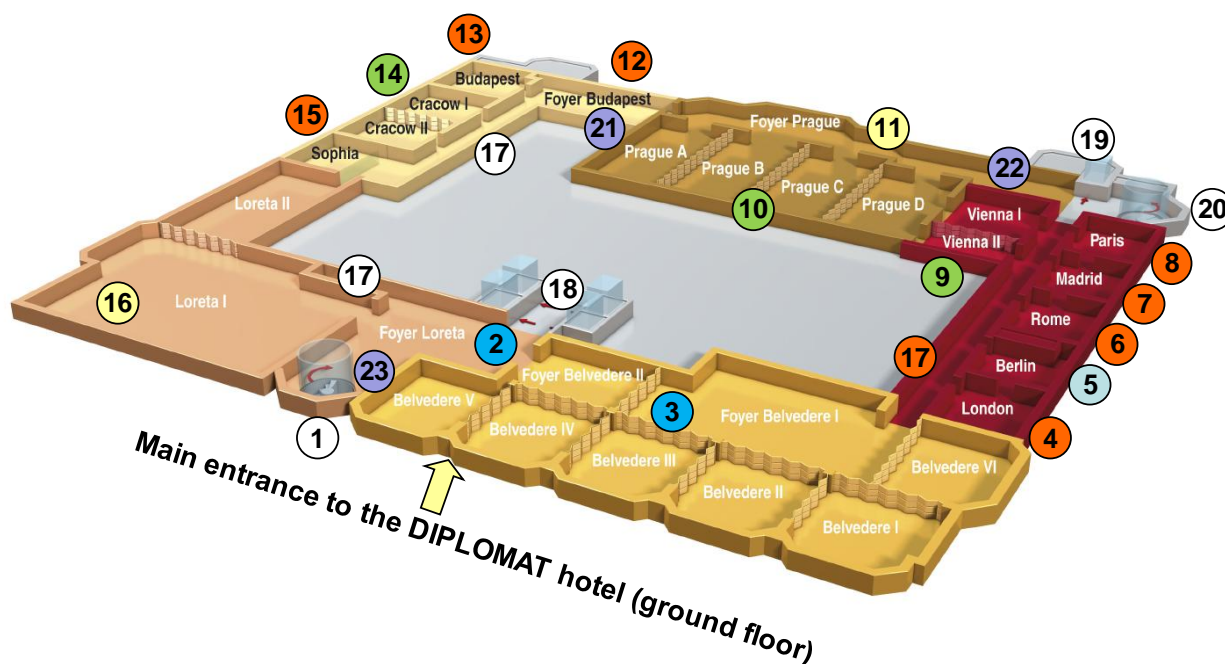 13
14
12
Budapest
Foyer Budapest
Cracow I
15
Cracow II
21
Foyer Prague
11
19
Sophia
17
Prague A
22
Prague B
20
Prague C
Loreta II
10
Prague D
Vienna I
Vienna II
Paris
8
9
Madrid
17
18
16
Loreta I
7
Rome
Foyer Loreta
2
17
6
Berlin
23
Foyer Belvedere II
5
Belvedere V
3
Foyer Belvedere I
London
1
Belvedere IV
4
Belvedere III
Belvedere VI
Belvedere II
Belvedere I
Main entrance to the DIPLOMAT hotel (ground floor)